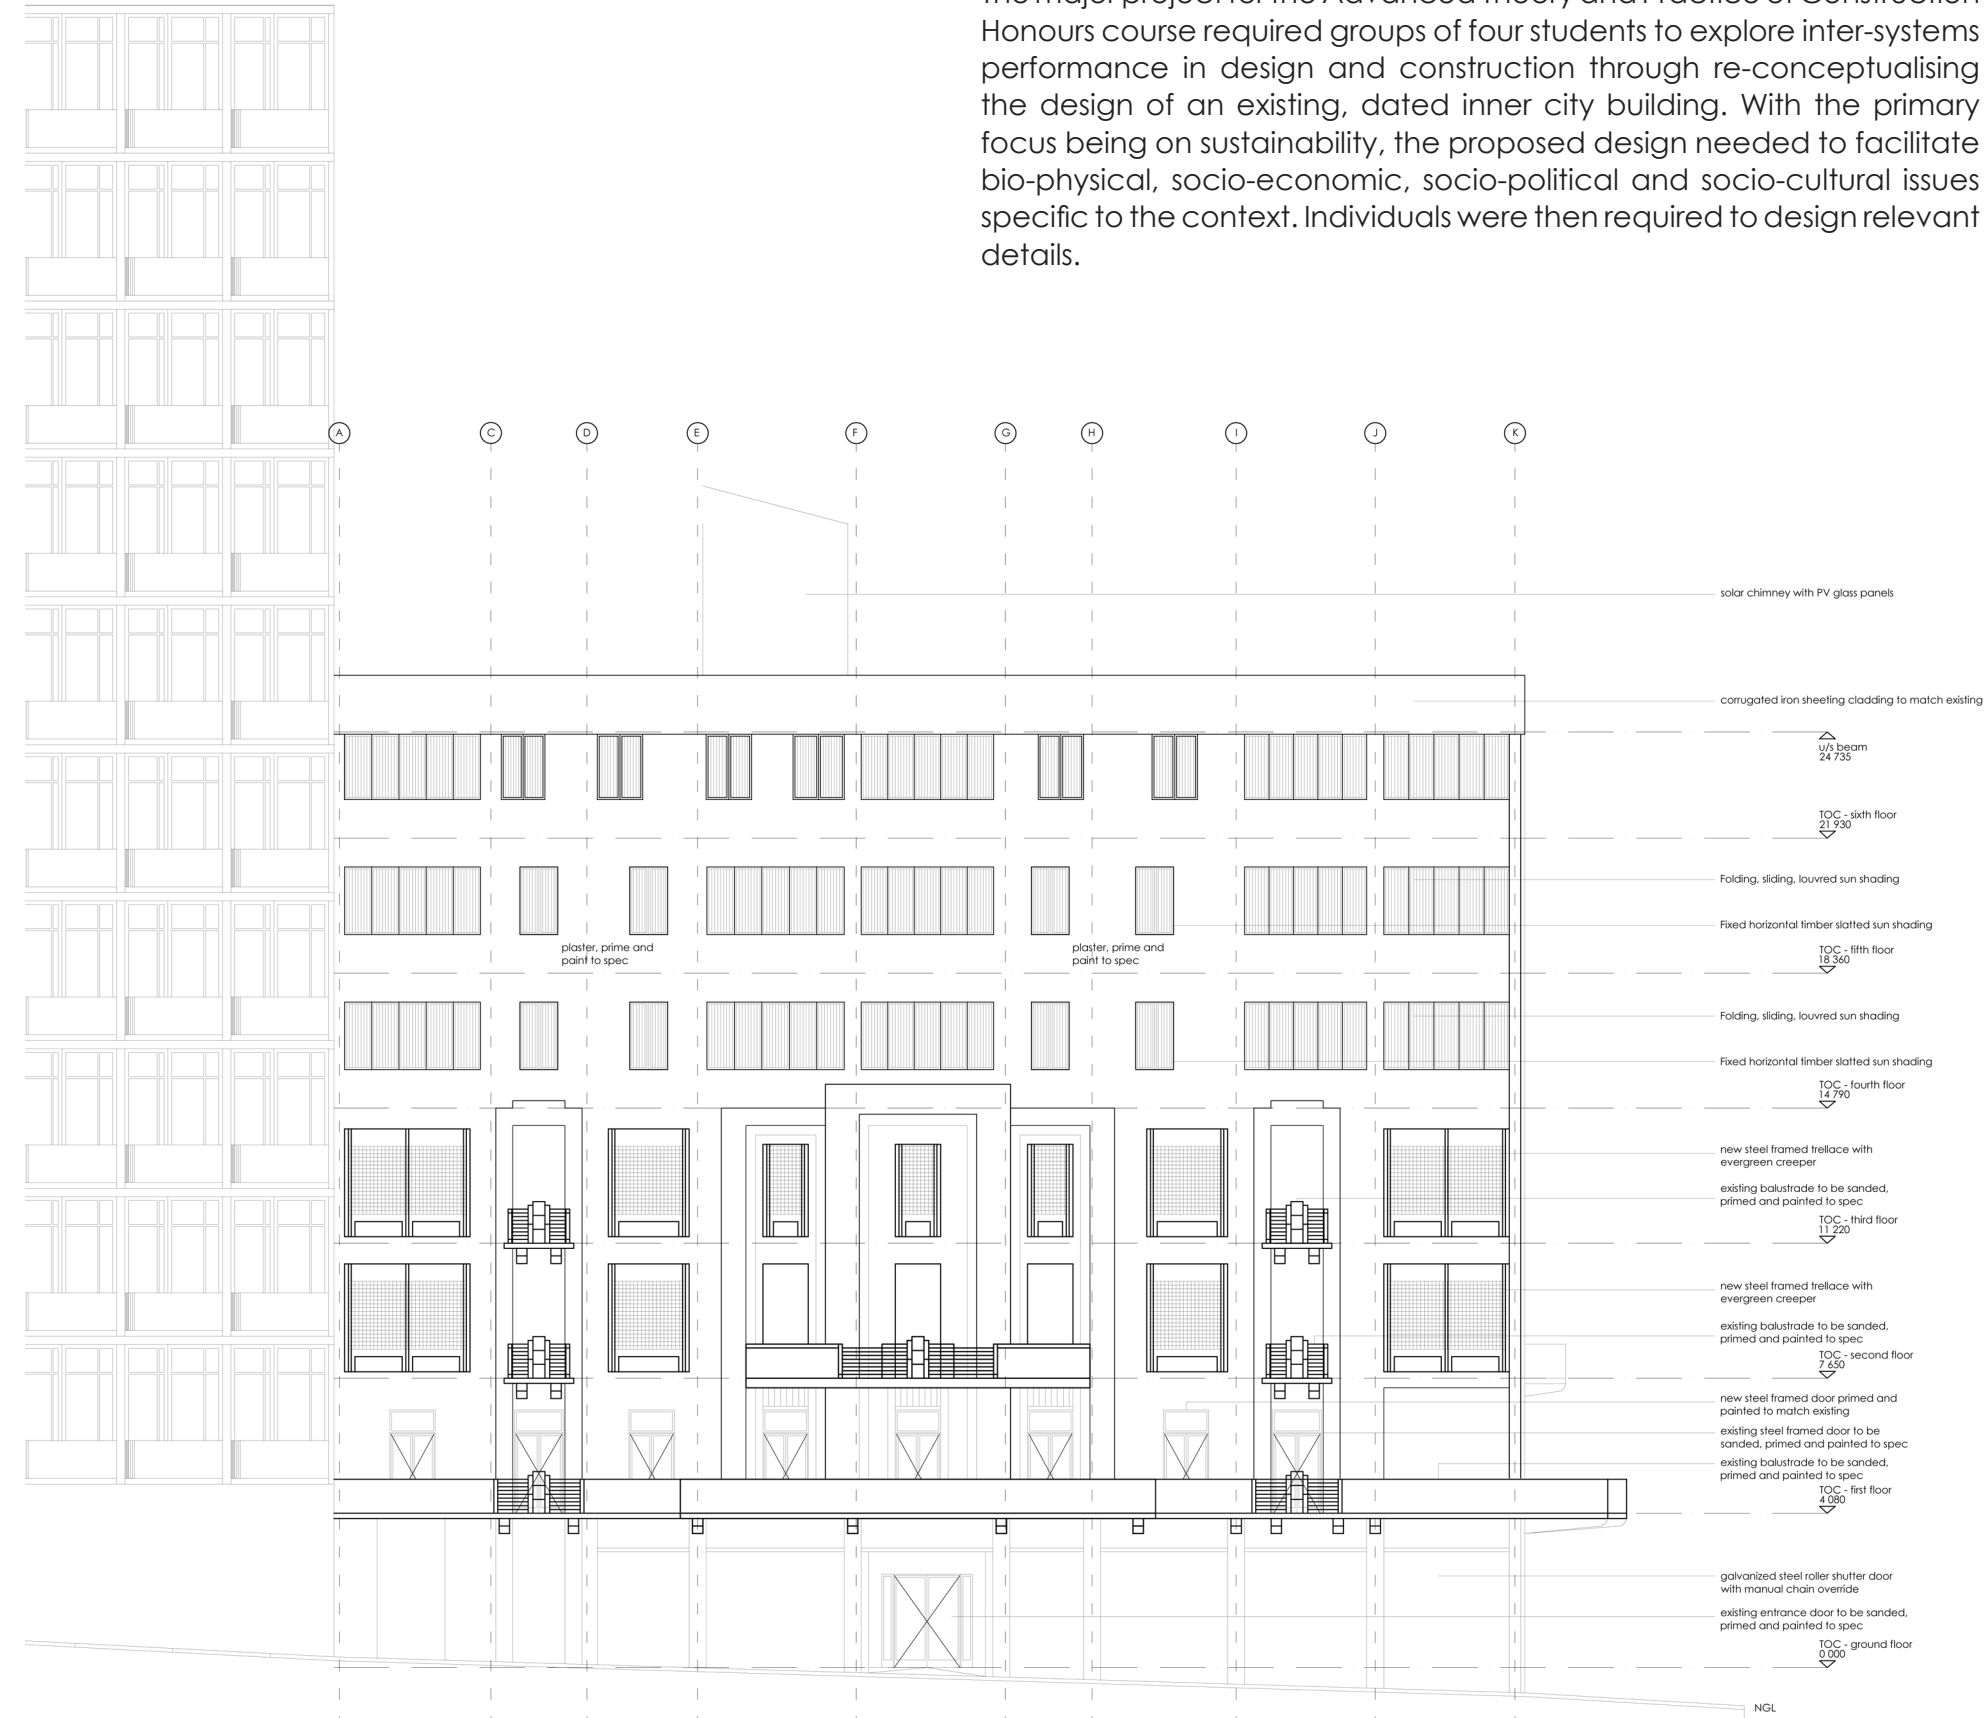 The major project for the Advanced Theory and Practice of Construction
Honours course required groups of four students to explore inter-systems
performance in design and construction through re-conceptualising
the design of an existing, dated inner city building. With the primary
focus being on sustainability, the proposed design needed to facilitate
bio-physical, socio-economic, socio-political and socio-cultural issues
specific to the context. Individuals were then required to design relevant
details.
A C D E F G H I J K
solar chimney with PV glass panels
corrugated iron sheeting cladding to match existing
u/s beam
24 735
TOC - sixth floor
21 930
Folding, sliding, louvred sun shading
Fixed horizontal timber slatted sun shading
plaster, prime and
paint to spec
plaster, prime and
paint to spec
TOC - fifth floor
18 360
Folding, sliding, louvred sun shading
Fixed horizontal timber slatted sun shading
TOC - fourth floor
14 790
new steel framed trellace with
evergreen creeper
existing balustrade to be sanded,
primed and painted to spec
TOC - third floor
11 220
new steel framed trellace with
evergreen creeper
existing balustrade to be sanded,
primed and painted to spec
TOC - second floor
7 650
new steel framed door primed and
painted to match existing
existing steel framed door to be
sanded, primed and painted to spec
existing balustrade to be sanded,
primed and painted to spec
TOC - first floor
4 080
galvanized steel roller shutter door
with manual chain override
existing entrance door to be sanded,
primed and painted to spec
TOC - ground floor
0 000
NGL